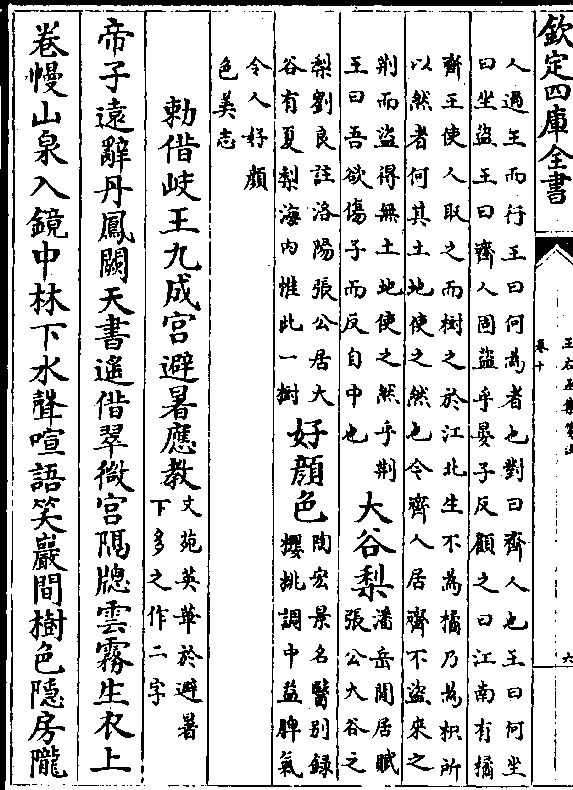 欽定四庫全書
王右丞集箋注
卷十
六
人過王而行王曰何為者也對曰齊人也王曰何坐
曰坐盜王曰齊人固盜乎晏子反顧之曰江南有橘
齊王使人取之而樹之於江北生不為橘乃為枳所
以然者何其土地使之然也令齊人居齊不盜來之
荆而盜得無土地使之然乎荆
王曰吾欲傷子而反自中也
大谷梨
潘岳閒居賦
張公大谷之
梨劉良註洛陽張公居大
谷有夏梨海内惟此一樹
好顔色
陶宏景名醫别録
櫻桃調中益脾氣
令人好顔
色美志
勅借岐王九成宫避暑應教
文苑英華於避暑
下多之作二字
帝子遠辭丹鳳闕天書遥借翠微宫隔牕雲霧生衣上
卷幔山泉入鏡中林下水聲喧語笑巖間樹色隱房隴